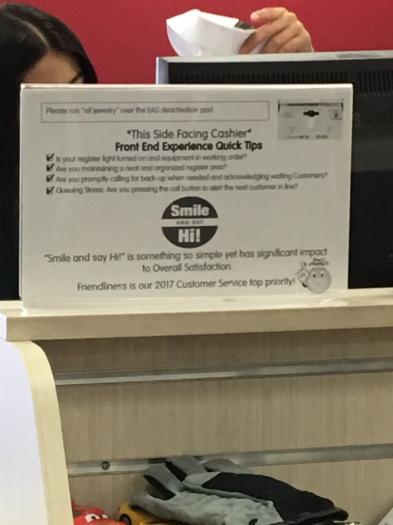 Please run "all jewelry" over the EAS deactivation pad.
*This Side Facing Cashier*
Front End Experience Quick Tips
Is your register light turned on and equipment in working order?
Are you maintaining a neat and organized register area?
Are you promptly calling for back up when needed and acknowledging waiting Customers?
Queuing Stores: Are you pressing the call button to alert the next customer in line?
Smile
AND SAY
Hi!
"Smile and say Hi!" is something so simple yet has significant impact
to Overall Satisfaction.
Friendliness is our 2017 Customer Service top priority!